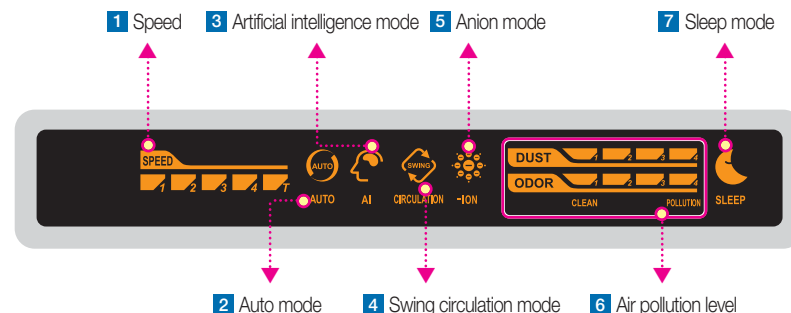 1 Speed
3 Artificial intelligence mode
5 Anion mode
7 Sleep mode
SPEED
1 2 3 4 T
AUTO
AUTO
AI
SWING
CIRCULATION
-ION
DUST 1 2 3 4
ODOR 1 2 3 4
CLEAN
POLLUTION
SLEEP
2 Auto mode
4 Swing circulation mode
6 Air pollution level